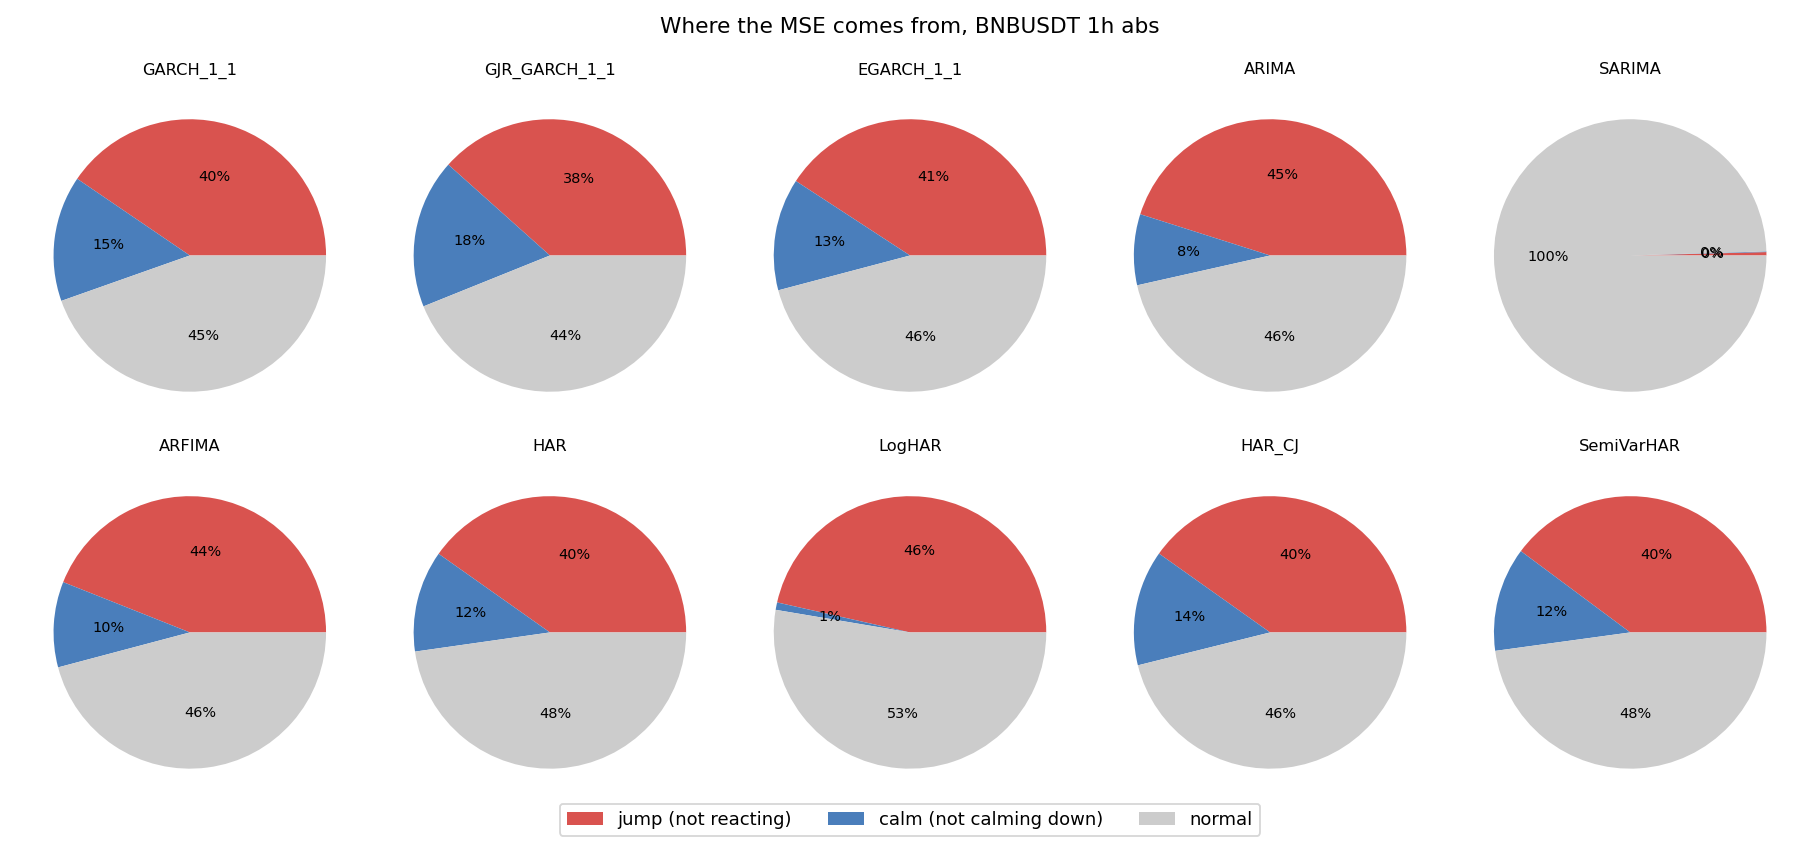 Where the MSE comes from, BNBUSDT 1h abs
GARCH_1_1
GJR_GARCH_1_1
EGARCH_1_1
ARIMA
SARIMA
40%
15%
45%
38%
18%
44%
41%
13%
46%
45%
8%
46%
0%
0%
100%
ARFIMA
HAR
LogHAR
HAR_CJ
SemiVarHAR
44%
10%
46%
40%
12%
48%
46%
1%
53%
40%
14%
46%
40%
12%
48%
jump (not reacting)
calm (not calming down)
normal